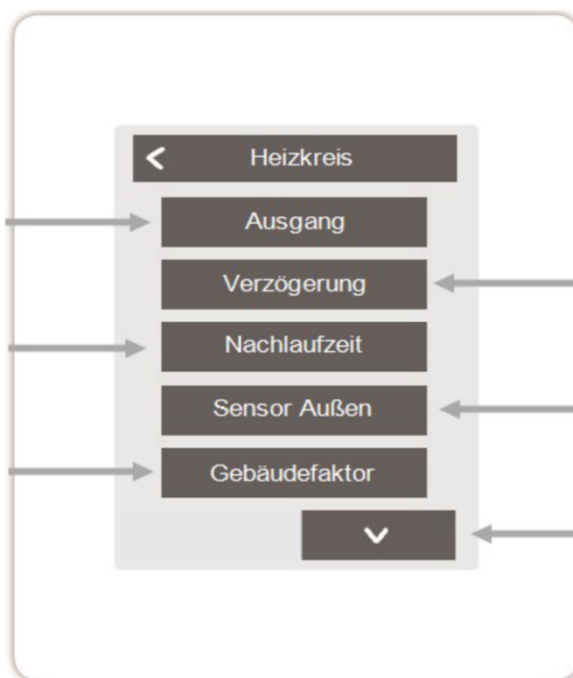 Heizkreis
Ausgang
Verzögerung
Nachlaufzeit
Sensor Außen
Gebäudefaktor